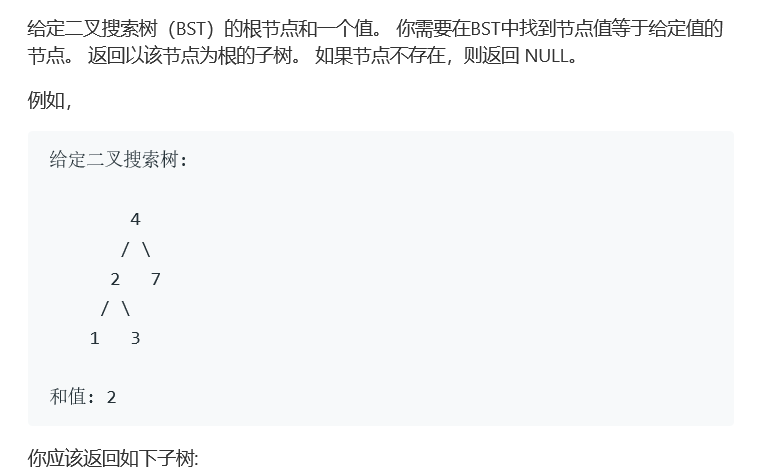 给定二叉搜索树（BST）的根节点和一个值。 你需要在BST中找到节点值等于给定值的
节点。 返回以该节点为根的子树。 如果节点不存在，则返回 NULL。
例如，
给定二叉搜索树:
4
/ \
2   7
/ \
1   3
和值: 2
你应该返回如下子树: